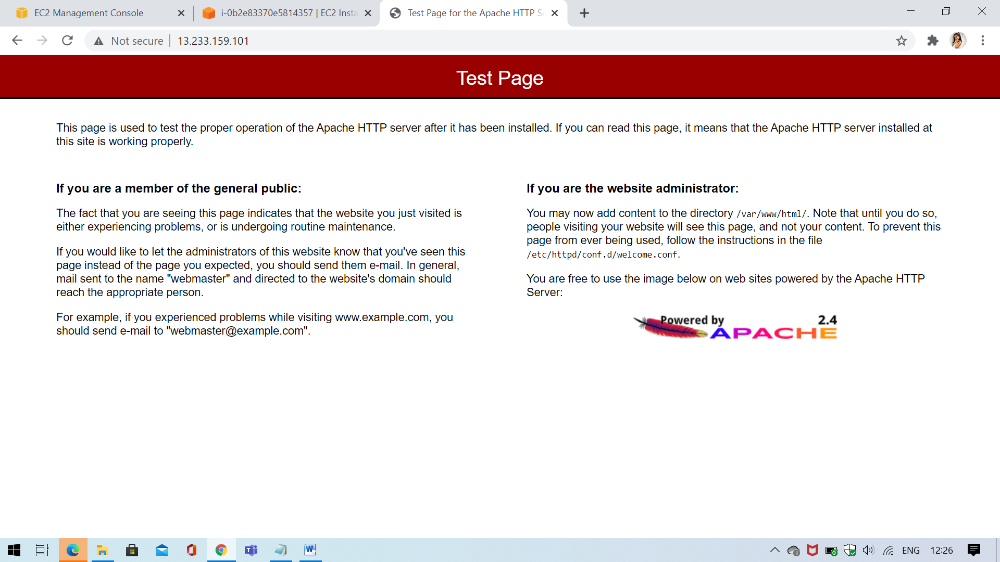 EC2 Management Console
i-0b2e83370e5814357 | EC2 Insta
Test Page for the Apache HTTP Se
Not secure
13.233.159.101
Test Page
This page is used to test the proper operation of the Apache HTTP server after it has been installed. If you can read this page, it means that the Apache HTTP server installed at
this site is working properly.
If you are a member of the general public:
The fact that you are seeing this page indicates that the website you just visited is
either experiencing problems, or is undergoing routine maintenance.
If you would like to let the administrators of this website know that you've seen this
page instead of the page you expected, you should send them e-mail. In general,
mail sent to the name "webmaster" and directed to the website's domain should
reach the appropriate person.
For example, if you experienced problems while visiting www.example.com, you
should send e-mail to "webmaster@example.com".
If you are the website administrator:
You may now add content to the directory /var/www/html/. Note that until you do so,
people visiting your website will see this page, and not your content. To prevent this
page from ever being used, follow the instructions in the file
/etc/httpd/conf.d/welcome.conf.
You are free to use the image below on web sites powered by the Apache HTTP
Server:
Powered by 2.4
APACHE
ENG
12:26